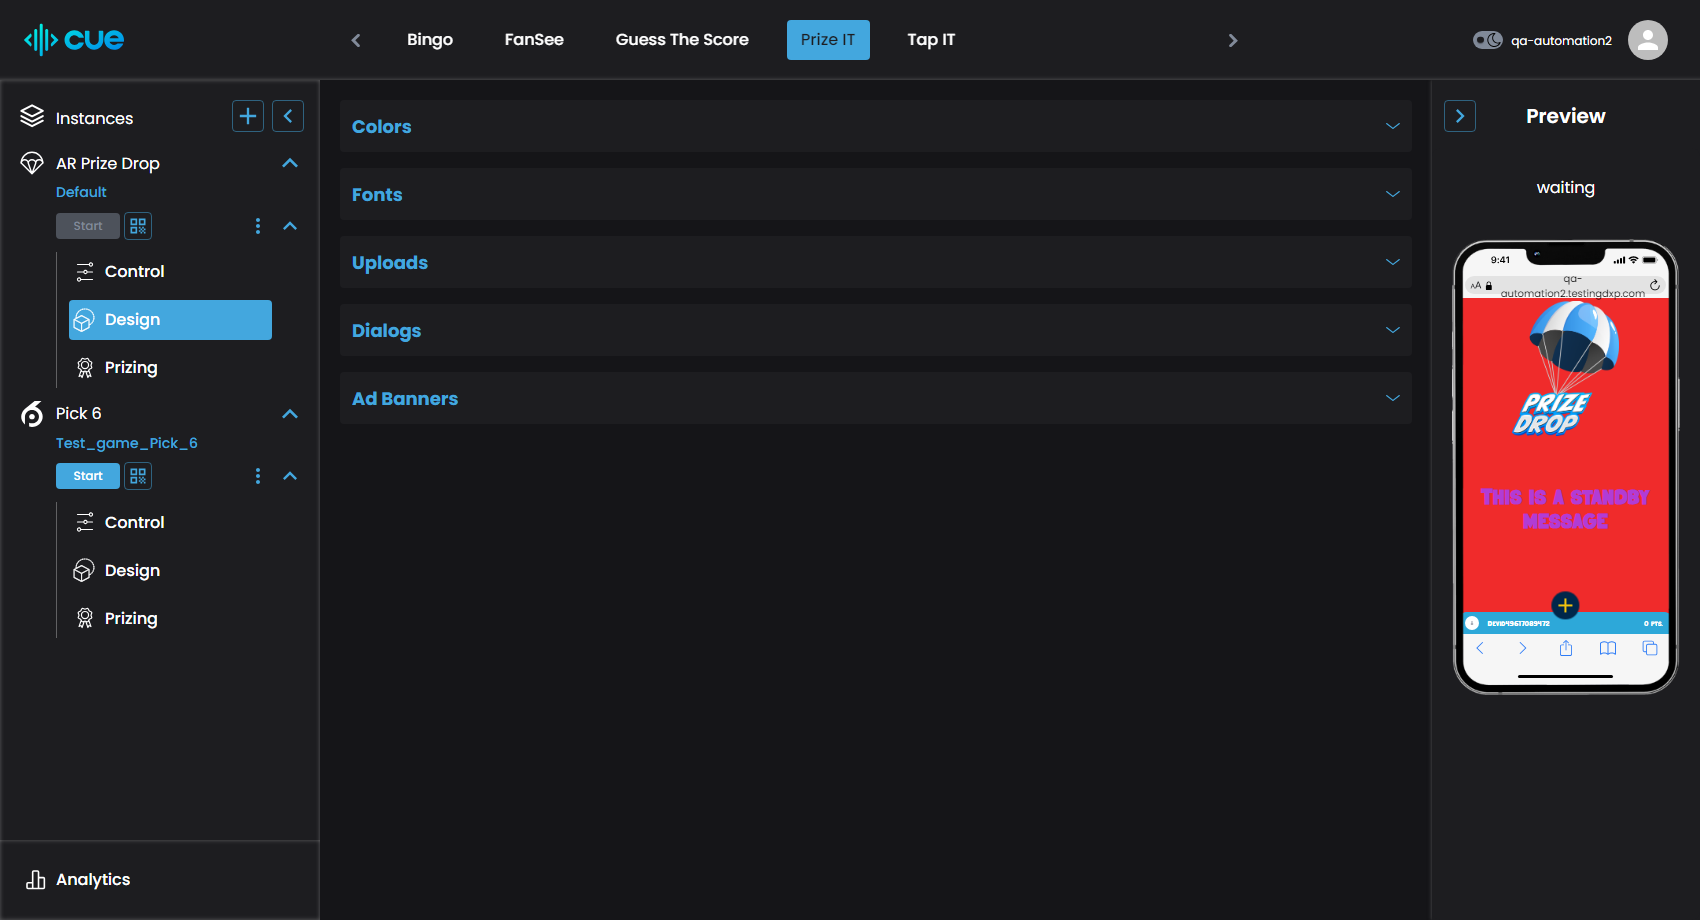 cue
Bingo
FanSee
Guess The Score
Prize IT
Tap IT
qa-automation2
Instances
AR Prize Drop
Default
Start
Control
Design
Prizing
Pick 6
Test_game_Pick_6
Start
Control
Design
Prizing
Analytics
Colors
Fonts
Uploads
Dialogs
Ad Banners
Preview
waiting
9:41
AA
qa-
automation2.testingdxp.com
PRIZE
DROP
This is a standby
message
0 PTS.